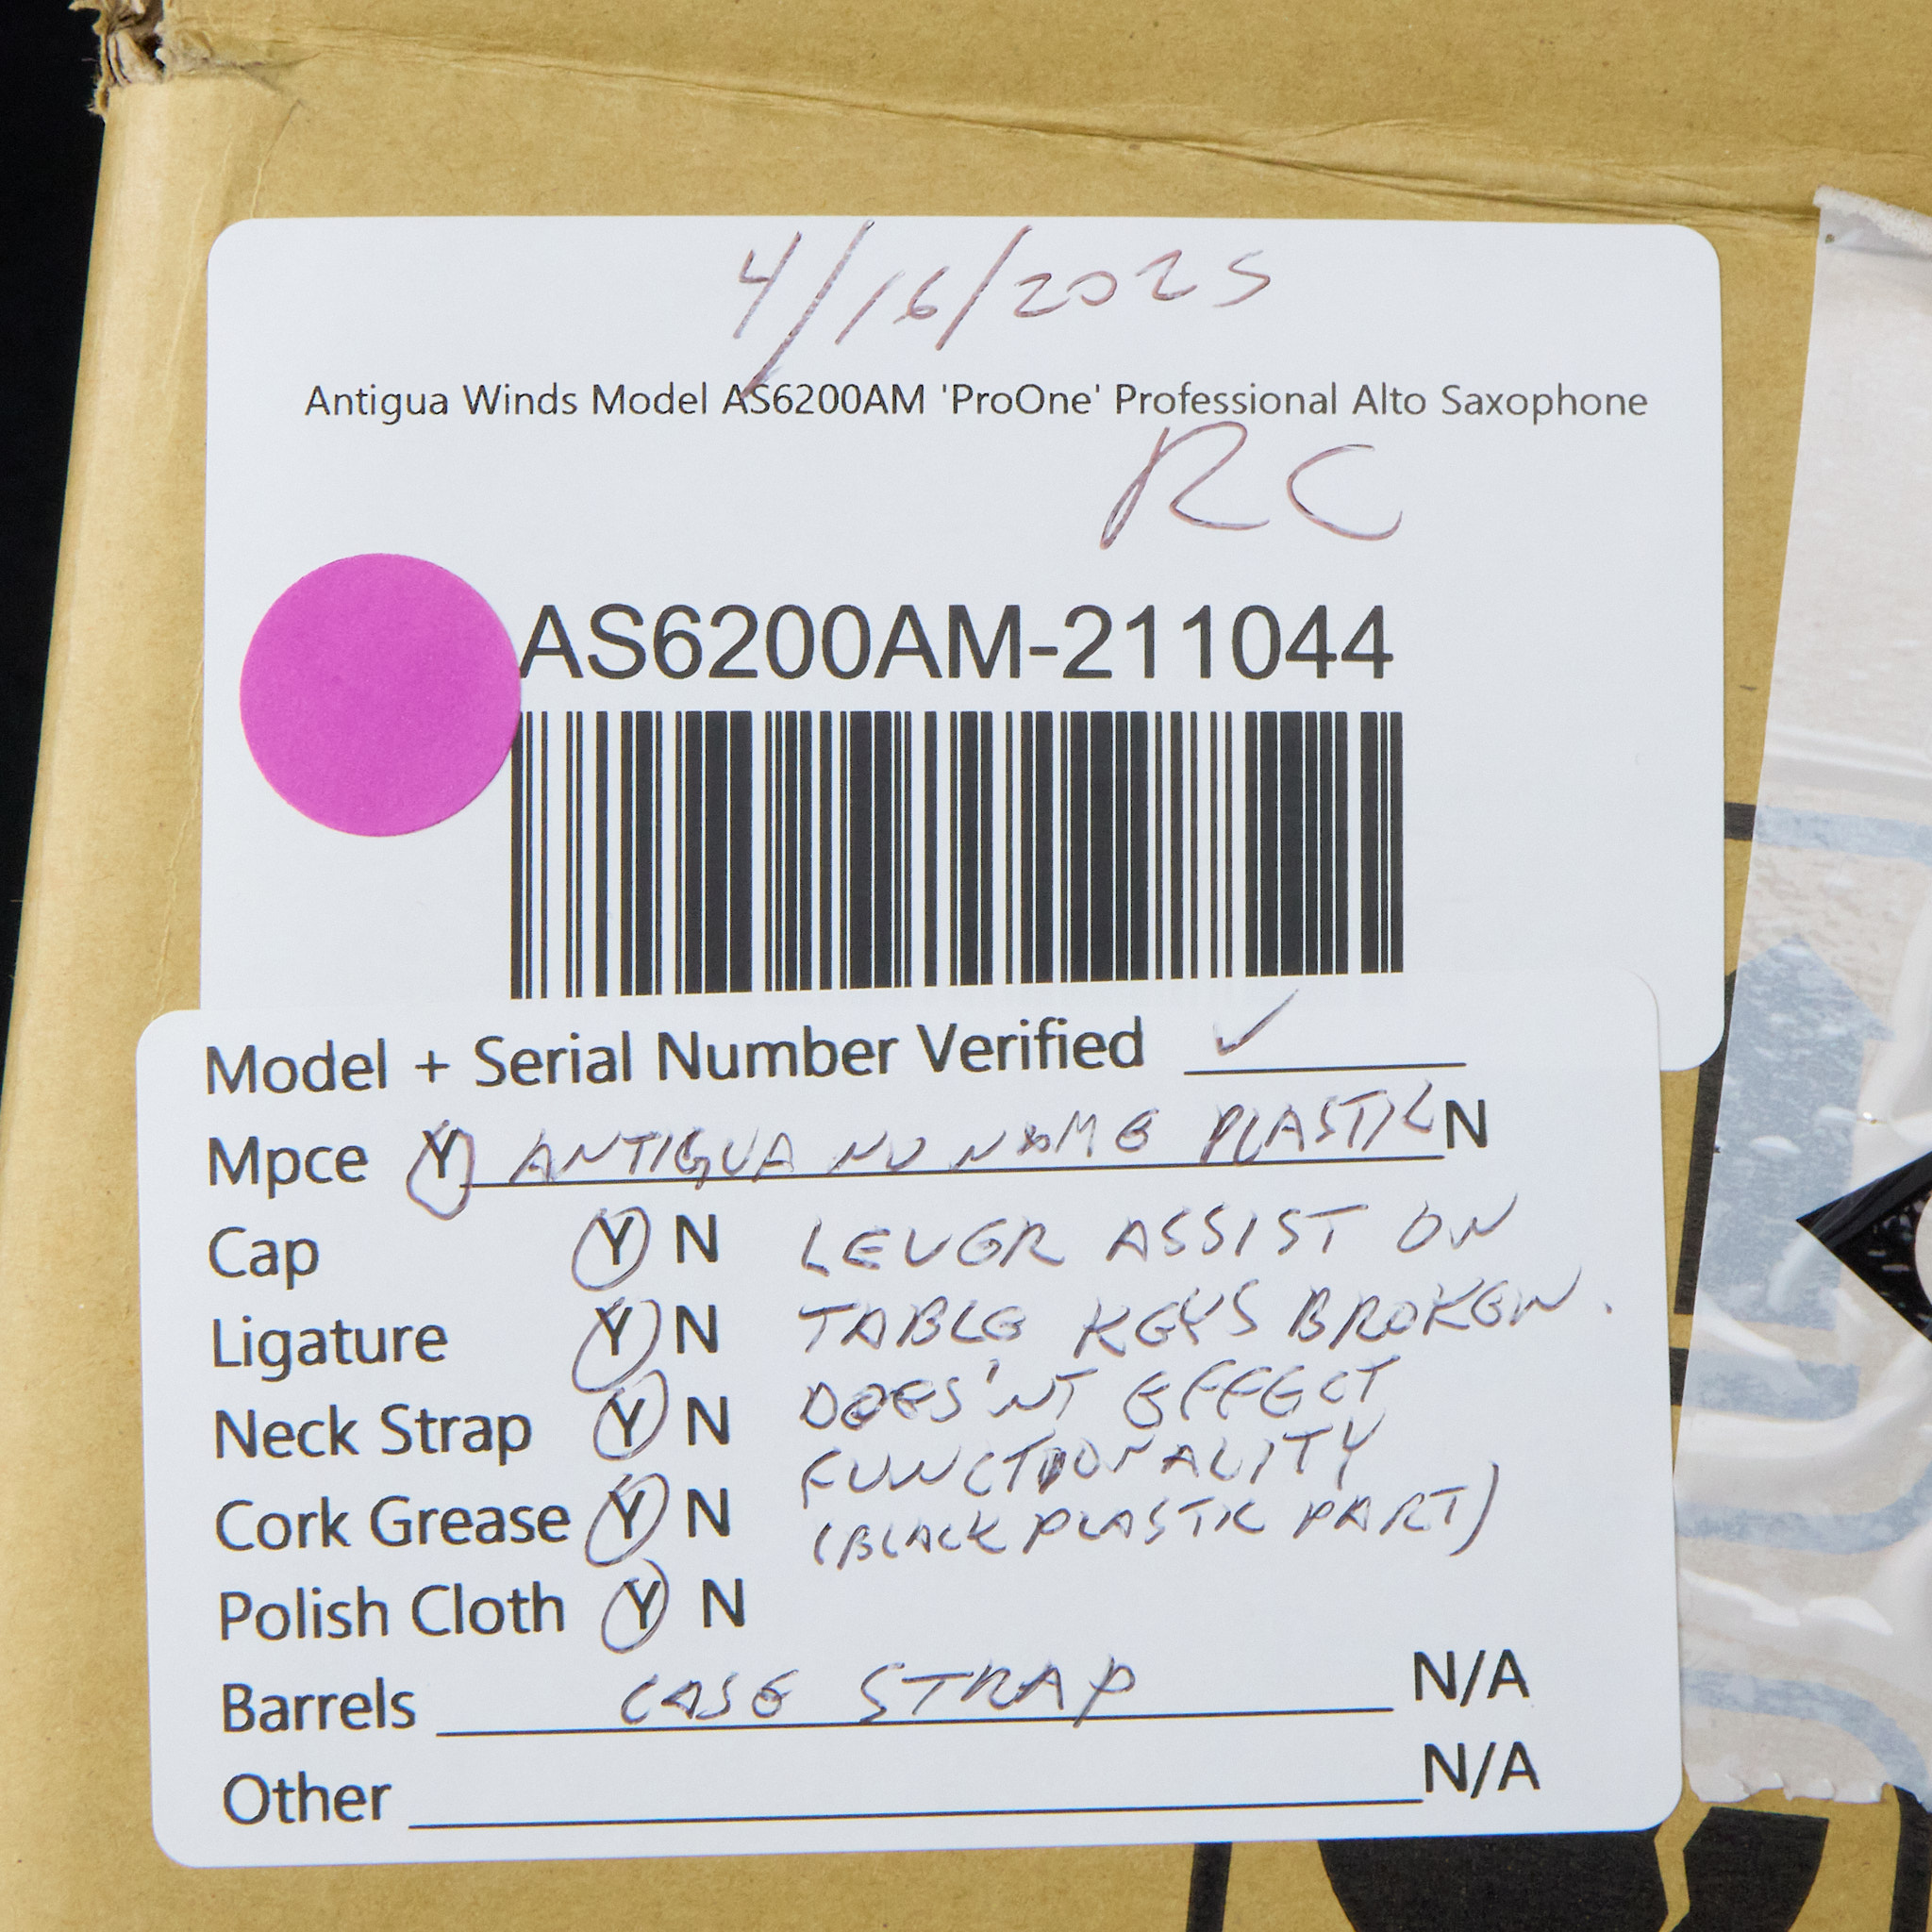 4/16/2025
Antigua Winds Model AS6200AM 'ProOne' Professional Alto Saxophone
RC
AS6200AM-211044
Model + Serial Number Verified ✓
Mpce Y ANTIGUA NO NAME PLASTIC N
Cap Y N LEVER ASSIST ON
Ligature Y N TABLE KEYS BROKEN.
Neck Strap Y N DOES'NT EFFECT
Cork Grease Y N FUNCTIONALITY
(BLACK PLASTIC PART)
Polish Cloth Y N
Barrels CASE STRAP N/A
Other N/A